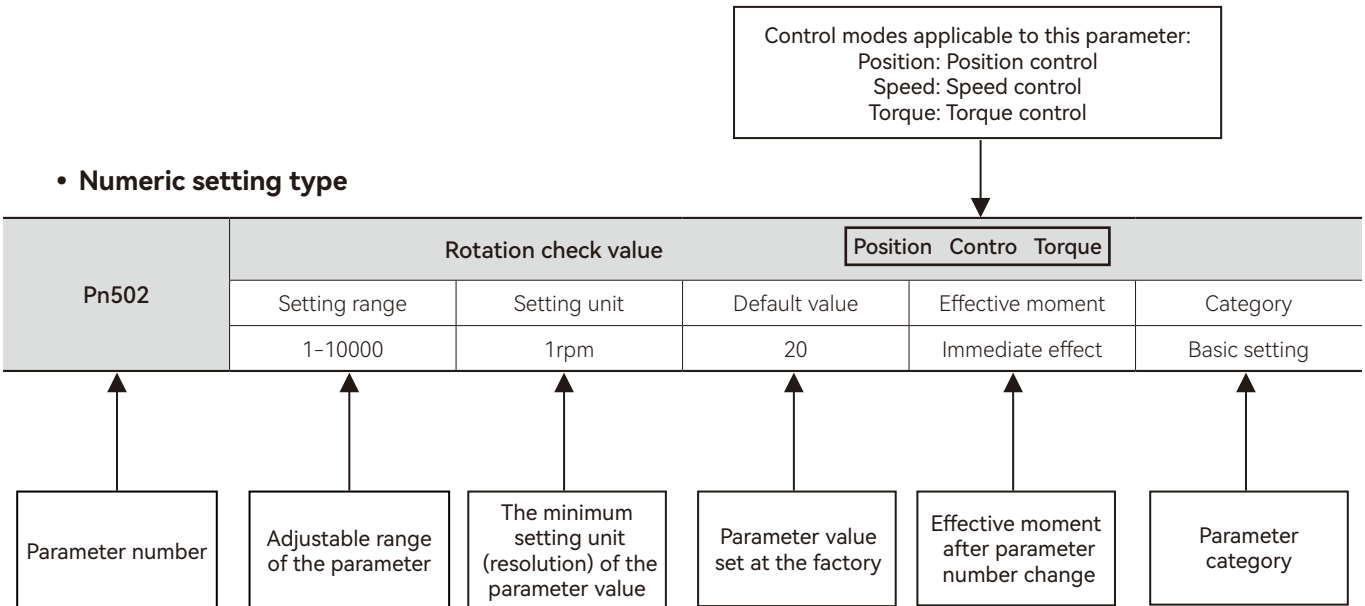 Control modes applicable to this parameter:
Position: Position control
Speed: Speed control
Torque: Torque control
• Numeric setting type
Pn502
Rotation check value
Position Contro Torque
Setting range
Setting unit
Default value
Effective moment
Category
1-10000
1rpm
20
Immediate effect
Basic setting
Parameter number
Adjustable range
of the parameter
The minimum
setting unit
(resolution) of the
parameter value
Parameter value
set at the factory
Effective moment
after parameter
number change
Parameter
category